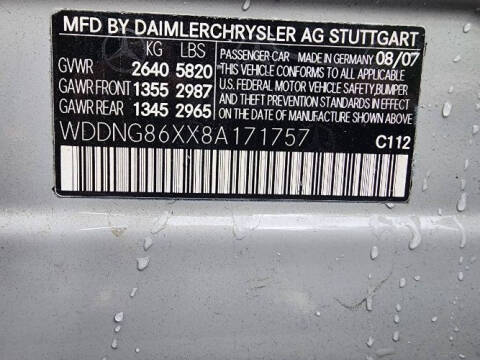 MFD BY DAIMLERCHRYSLER AG STUTTGART
KG LBS
PASSENGER-CAR MADE IN GERMANY 08/07
GVWR 2640 5820
GAWR FRONT 1355 2987
GAWR REAR 1345 2965
THIS VEHICLE CONFORMS TO ALL APPLICABLE
U.S. FEDERAL MOTOR VEHICLE SAFETY, BUMPER,
AND THEFT PREVENTION STANDARDS IN EFFECT
ON THE DATE OF MANUFACTURE SHOWN ABOVE.
WDDNG86XX8A171757
C112